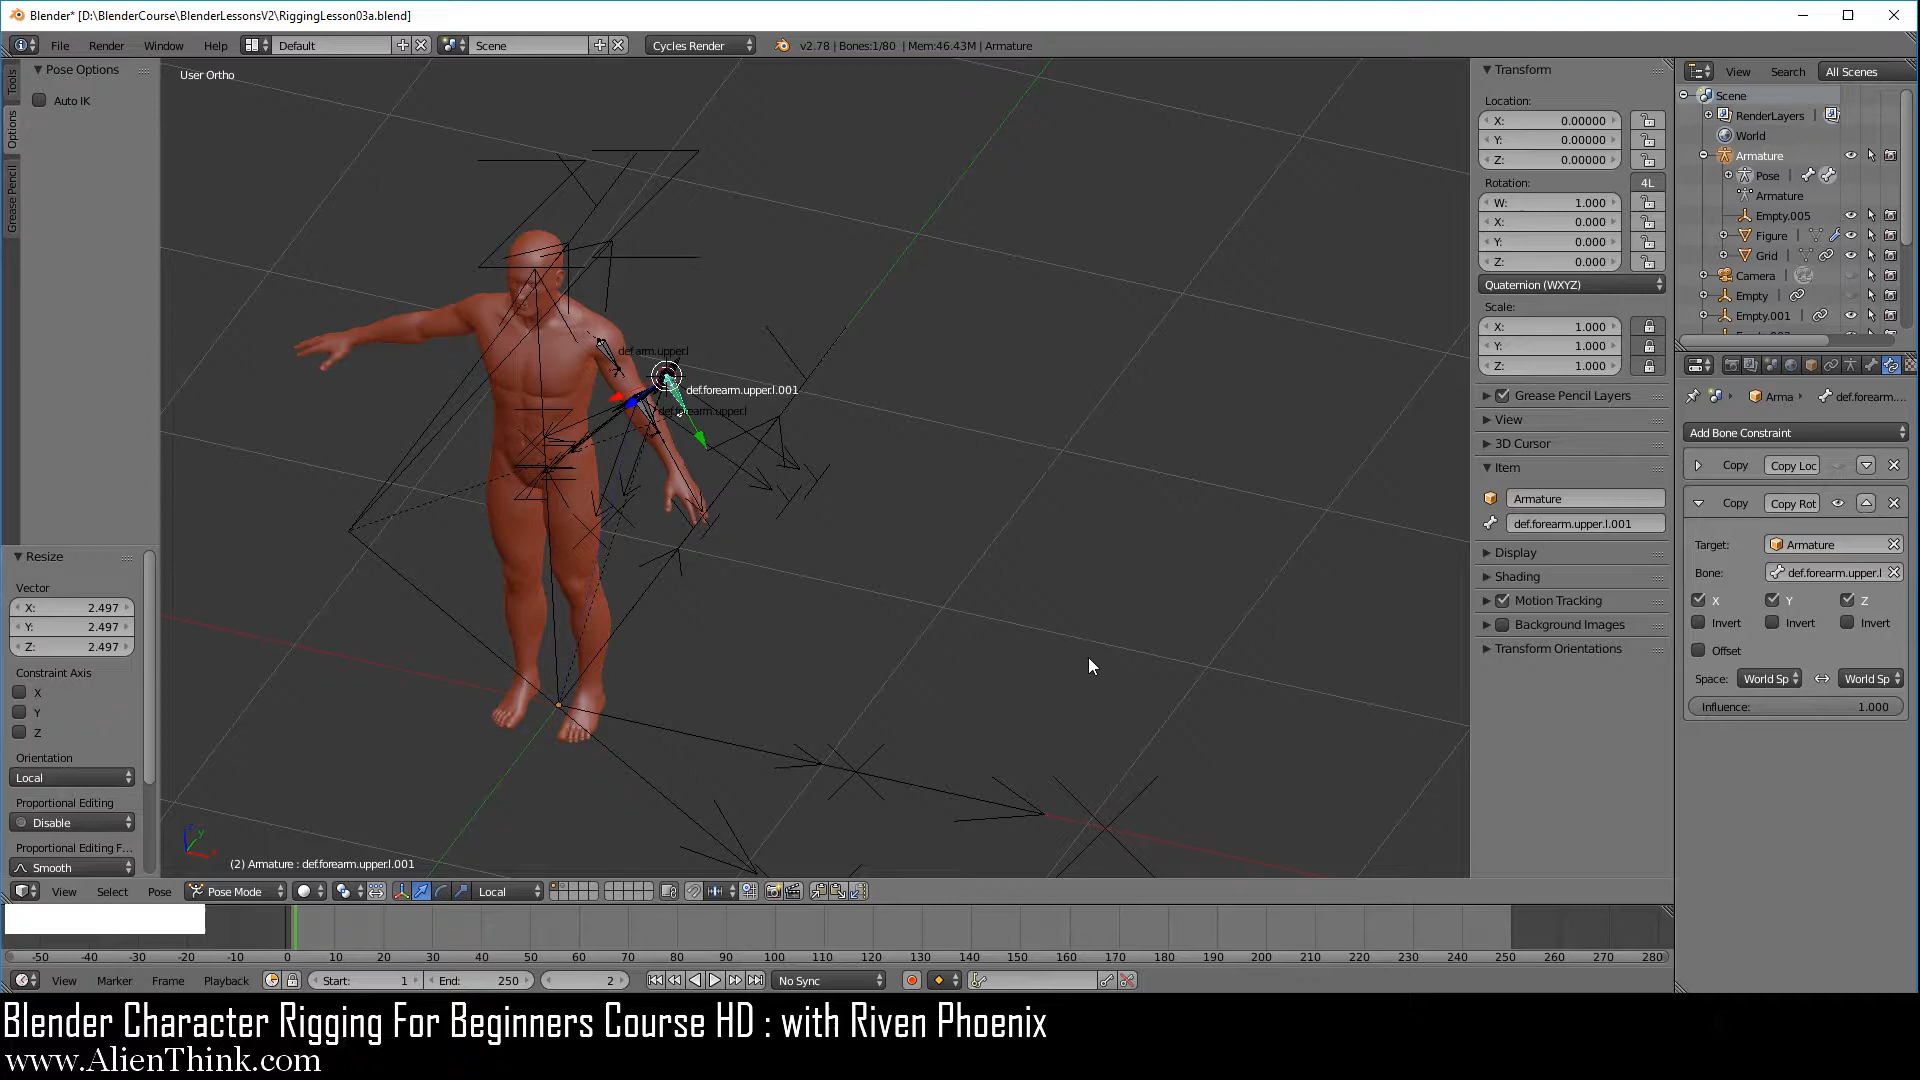 Blender* [D:\BlenderCourse\BlenderLessonsV2\RiggingLesson03a.blend]
File Render Window Help Default Scene Cycles Render v2.78 | Bones:1/80 | Mem:46.43M | Armature
Tools
Options
Grease Pencil
Pose Options
Auto IK
Resize
Vector
X: 2.497
Y: 2.497
Z: 2.497
Constraint Axis
X
Y
Z
Orientation
Local
Proportional Editing
Disable
Proportional Editing F...
Smooth
User Ortho
def.arm.upper.l
def.forearm.upper.l.001
def.forearm.upper.l
(2) Armature : def.forearm.upper.l.001
View Select Pose Pose Mode Local
Transform
Location:
X: 0.00000
Y: 0.00000
Z: 0.00000
Rotation:
4L
W: 1.000
X: 0.000
Y: 0.000
Z: 0.000
Quaternion (WXYZ)
Scale:
X: 1.000
Y: 1.000
Z: 1.000
Grease Pencil Layers
View
3D Cursor
Item
Armature
def.forearm.upper.l.001
Display
Shading
Motion Tracking
Background Images
Transform Orientations
View Search All Scenes
Scene
RenderLayers
World
Armature
Pose
Armature
Empty.005
Figure
Grid
Camera
Empty
Empty.001
Arma def.forearm....
Add Bone Constraint
Copy Copy Loc
Copy Copy Rot
Target: Armature
Bone: def.forearm.upper.l
X Y Z
Invert Invert Invert
Offset
Space: World Sp World Sp
Influence: 1.000
-50 -40 -30 -20 -10 0 10 20 30 40 50 60 70 80 90 100 110 120 130 140 150 160 170 180 190 200 210 220 230 240 250 260 270 280
View Marker Frame Playback Start: 1 End: 250 2 No Sync
Blender Character Rigging For Beginners Course HD : with Riven Phoenix
www.AlienThink.com